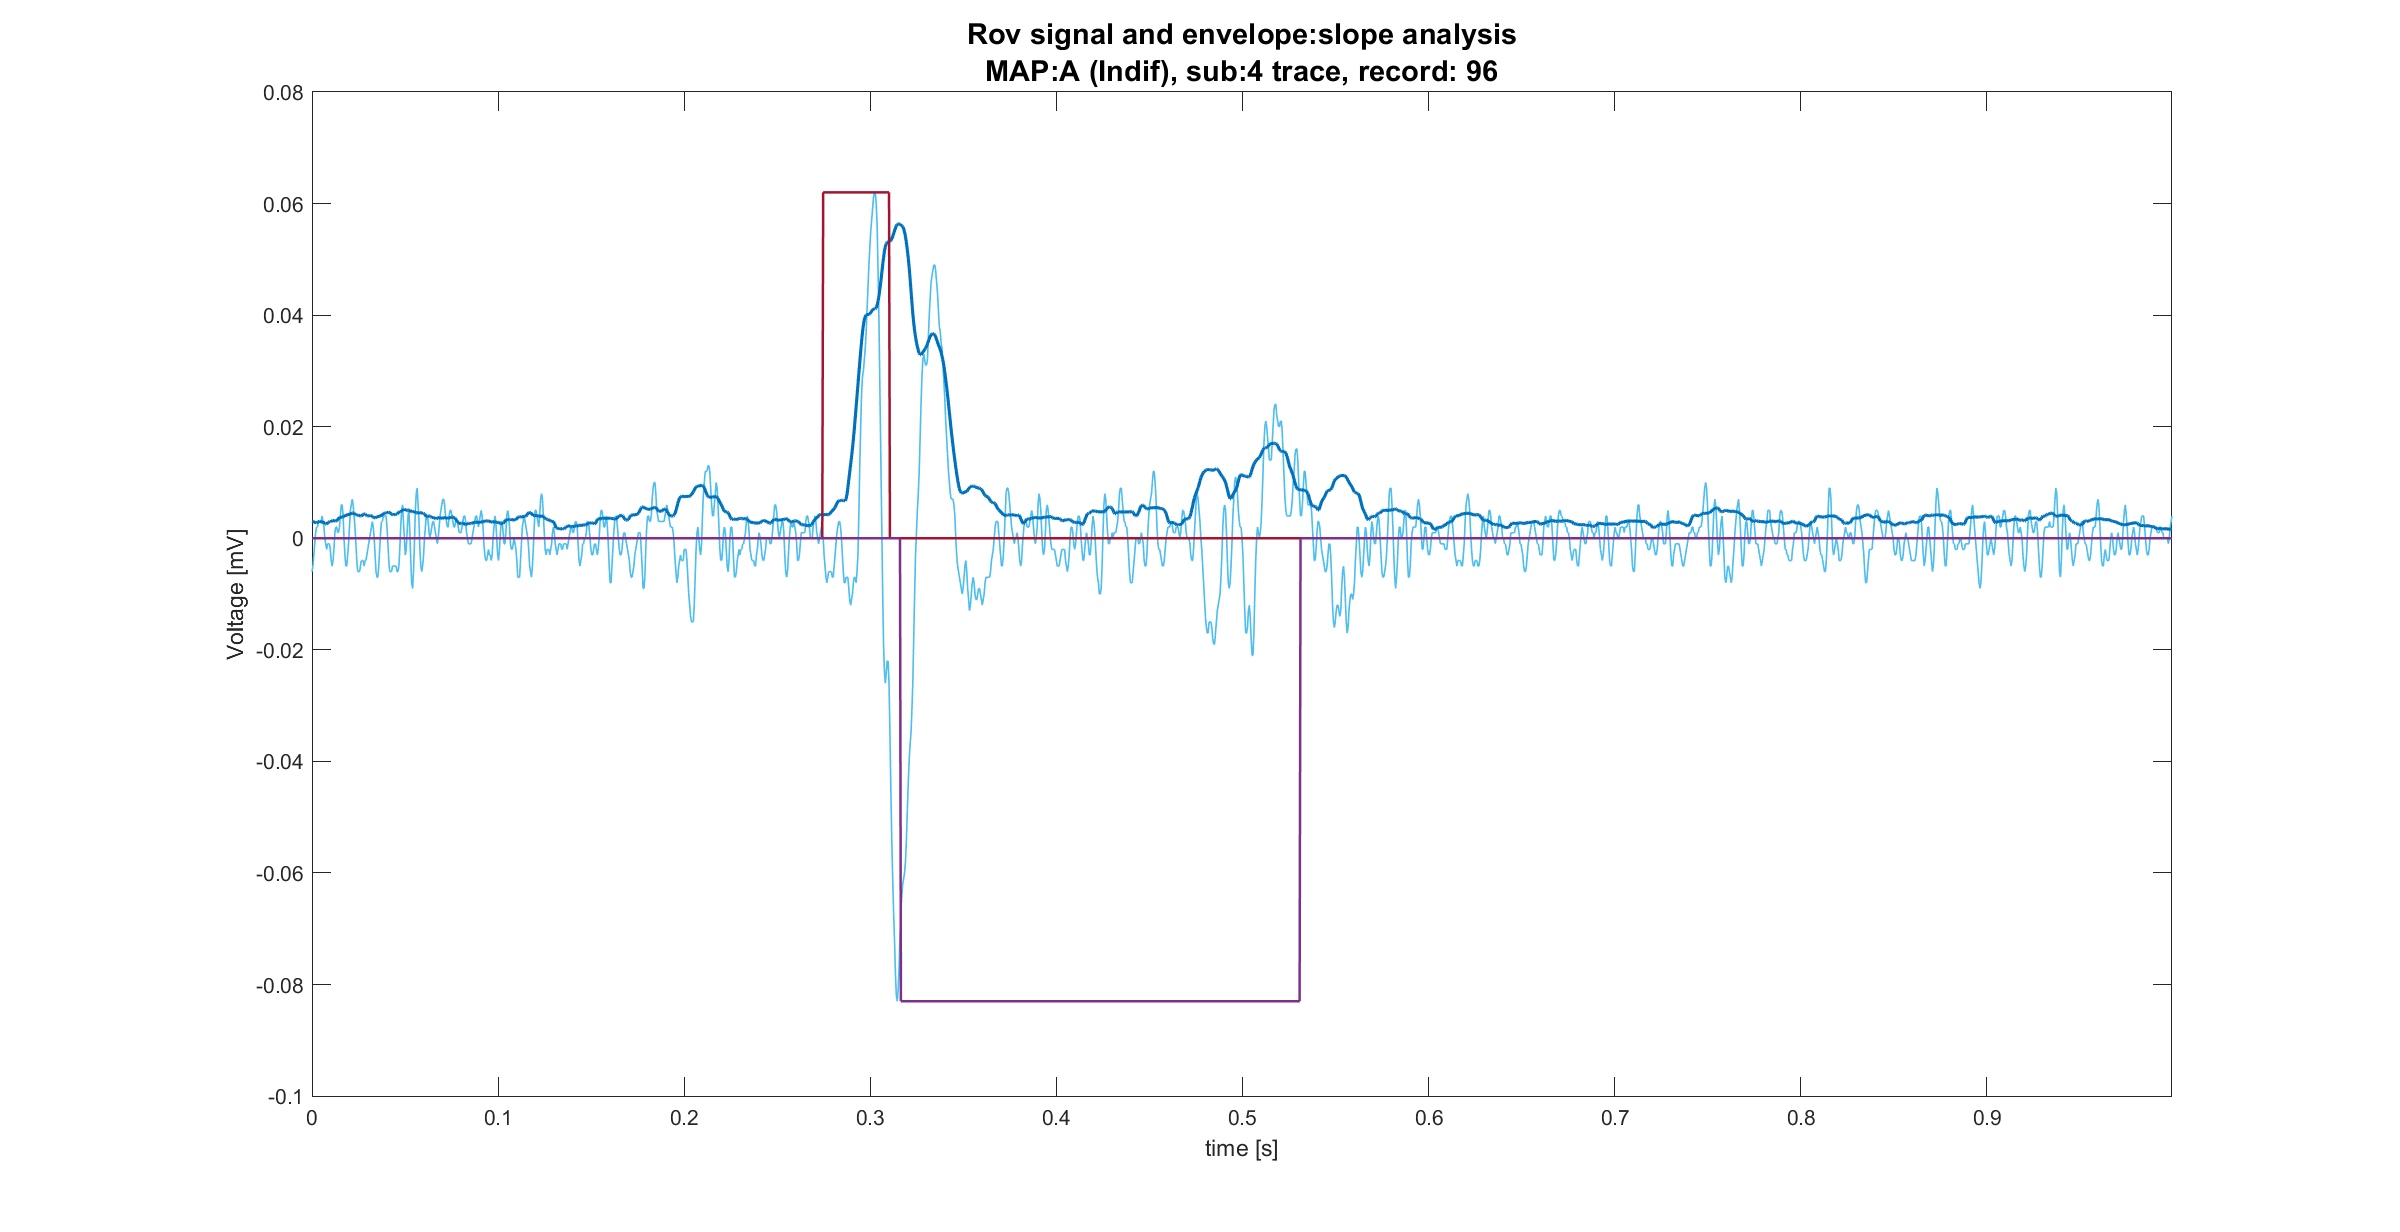 Rov signal and envelope:slope analysis
MAP:A (Indif), sub:4 trace, record: 96
0.08
0.06
0.04
0.02
0
-0.02
-0.04
-0.06
-0.08
-0.1
Voltage [mV]
0 0.1 0.2 0.3 0.4 0.5 0.6 0.7 0.8 0.9
time [s]